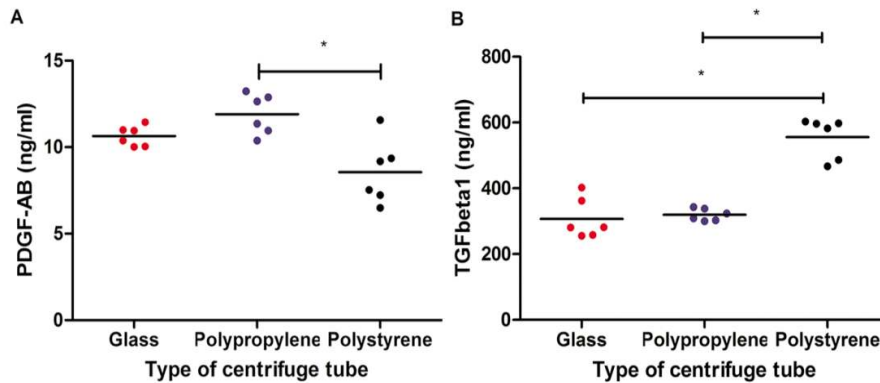 A
*
PDGF-AB (ng/ml)
15
10
5
0
Glass Polypropylene Polystyrene
Type of centrifuge tube
B
*
*
TGFbeta1 (ng/ml)
800
600
400
200
0
Glass Polypropylene Polystyrene
Type of centrifuge tube